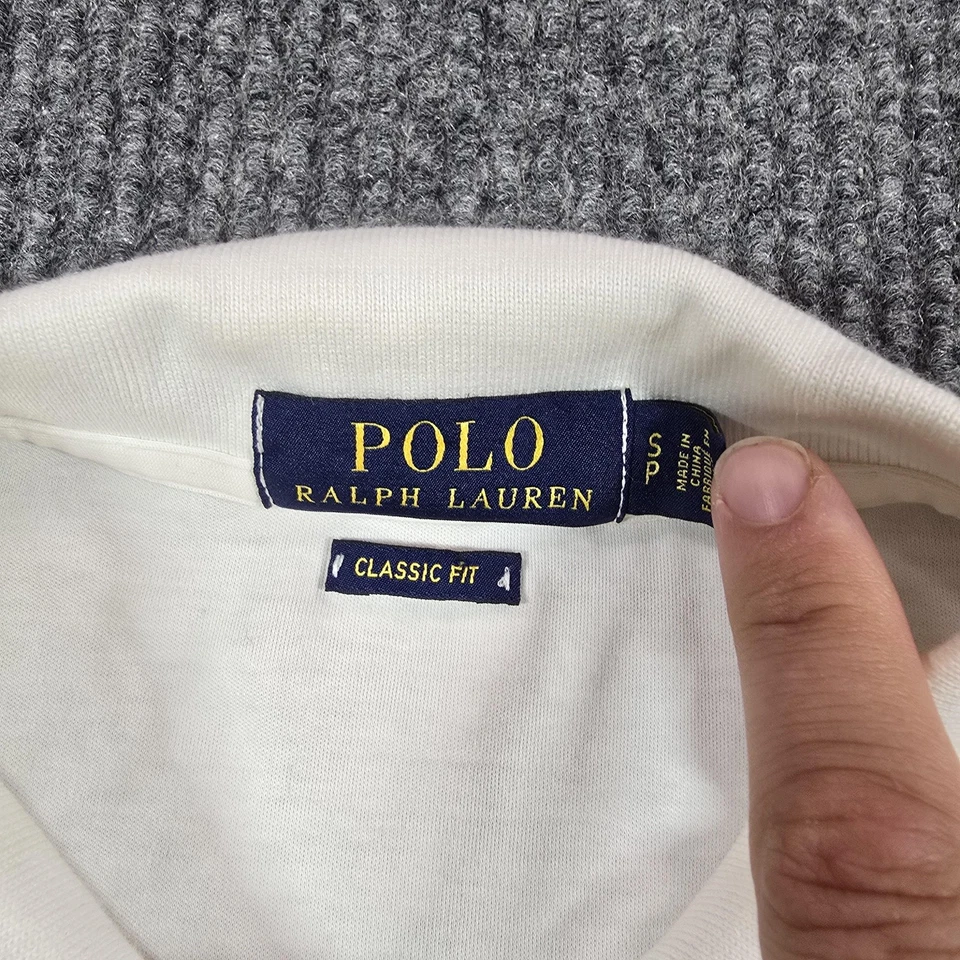 POLO
RALPH LAUREN
S
P
MADE IN
CHINA
CLASSIC FIT